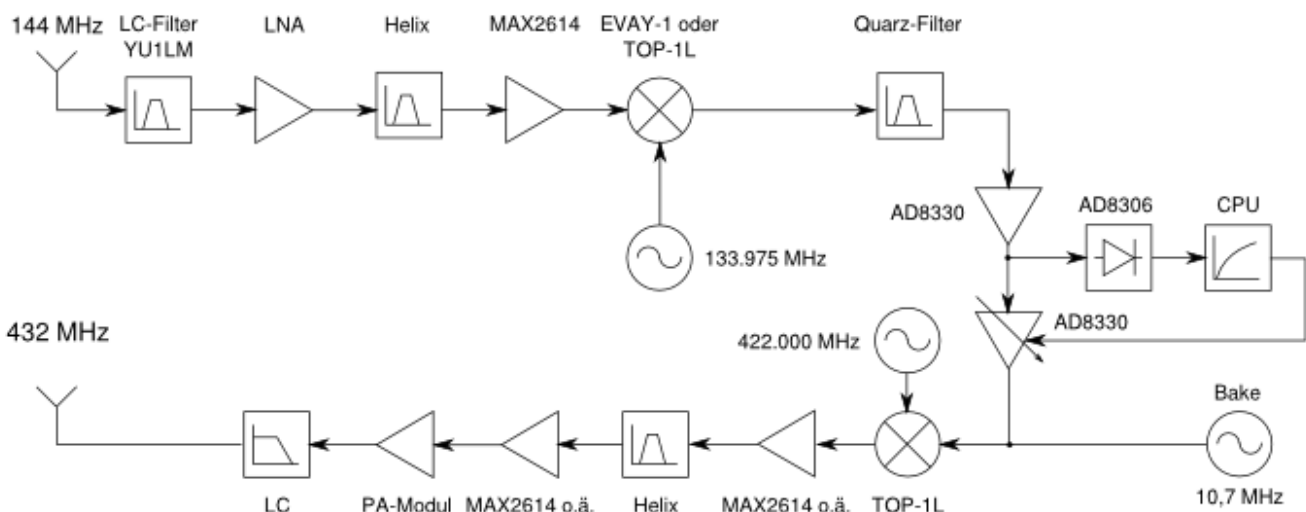 144 MHz
LC-Filter
YU1LM
LNA
Helix
MAX2614
EVAY-1 oder
TOP-1L
Quarz-Filter
133.975 MHz
AD8330
AD8306
CPU
AD8330
432 MHz
422.000 MHz
Bake
10,7 MHz
LC
PA-Modul
MAX2614 o.ä.
Helix
MAX2614 o.ä.
TOP-1L